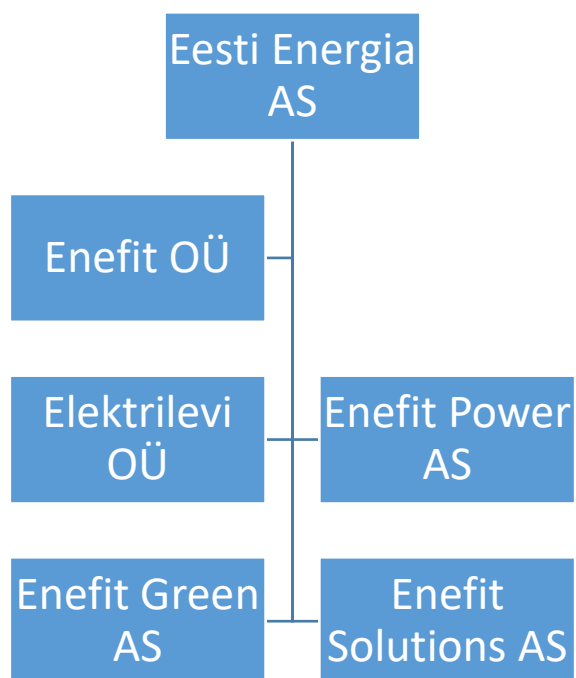 Eesti Energia
AS
Enefit OÜ
Elektrilevi
OÜ
Enefit Power
AS
Enefit Green
AS
Enefit
Solutions AS